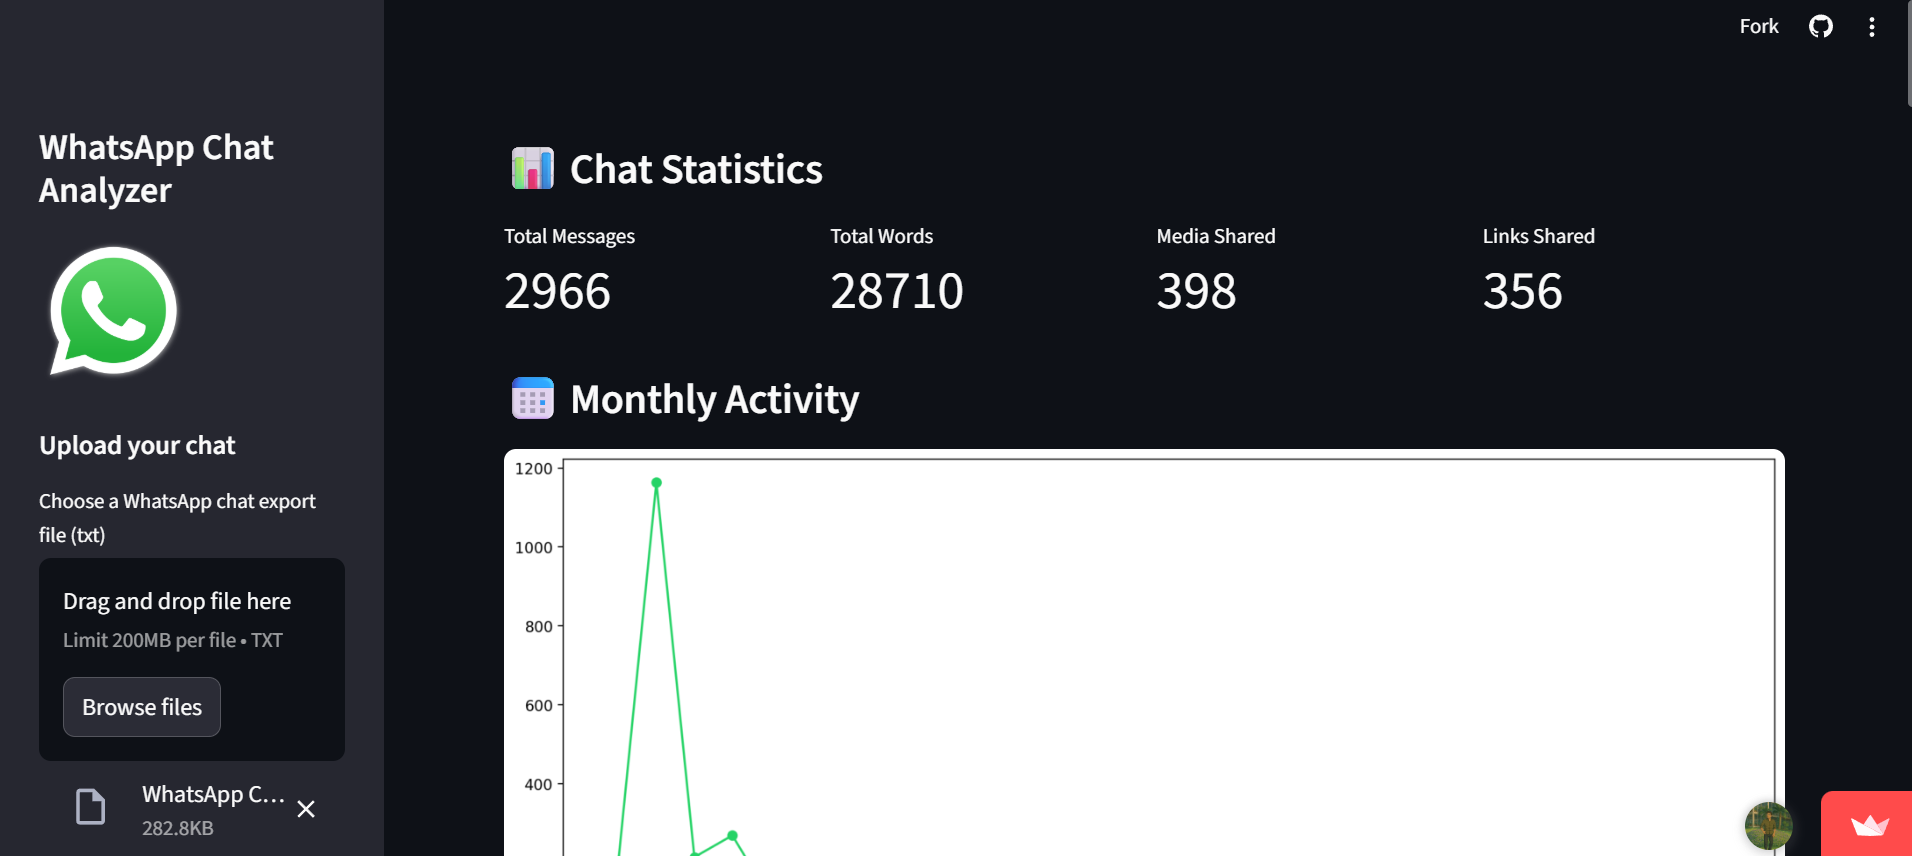 Fork
WhatsApp Chat
Analyzer
Upload your chat
Choose a WhatsApp chat export
file (txt)
Drag and drop file here
Limit 200MB per file • TXT
Browse files
WhatsApp C...
282.8KB
Chat Statistics
Total Messages
2966
Total Words
28710
Media Shared
398
Links Shared
356
Monthly Activity
1200
1000
800
600
400